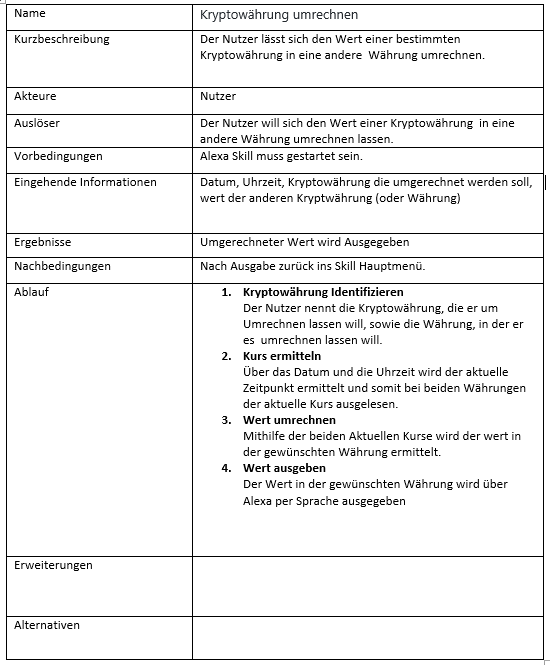 Name
Kryptowährung umrechnen
Kurzbeschreibung
Der Nutzer lässt sich den Wert einer bestimmten
Kryptowährung in eine andere  Währung umrechnen.
Akteure
Nutzer
Auslöser
Der Nutzer will sich den Wert einer Kryptowährung  in eine
andere Währung umrechnen lassen.
Vorbedingungen
Alexa Skill muss gestartet sein.
Eingehende Informationen
Datum, Uhrzeit, Kryptowährung die umgerechnet werden soll,
wert der anderen Kryptwährung (oder Währung)
Ergebnisse
Umgerechneter Wert wird Ausgegeben
Nachbedingungen
Nach Ausgabe zurück ins Skill Hauptmenü.
Ablauf
1. Kryptowährung Identifizieren
Der Nutzer nennt die Kryptowährung, die er um
Umrechnen lassen will, sowie die Währung, in der er
es  umrechnen lassen will.
2. Kurs ermitteln
Über das Datum und die Uhrzeit wird der aktuelle
Zeitpunkt ermittelt und somit bei beiden Währungen
der aktuelle Kurs ausgelesen.
3. Wert umrechnen
Mithilfe der beiden Aktuellen Kurse wird der wert in
der gewünschten Währung ermittelt.
4. Wert ausgeben
Der Wert in der gewünschten Währung wird über
Alexa per Sprache ausgegeben
Erweiterungen
Alternativen